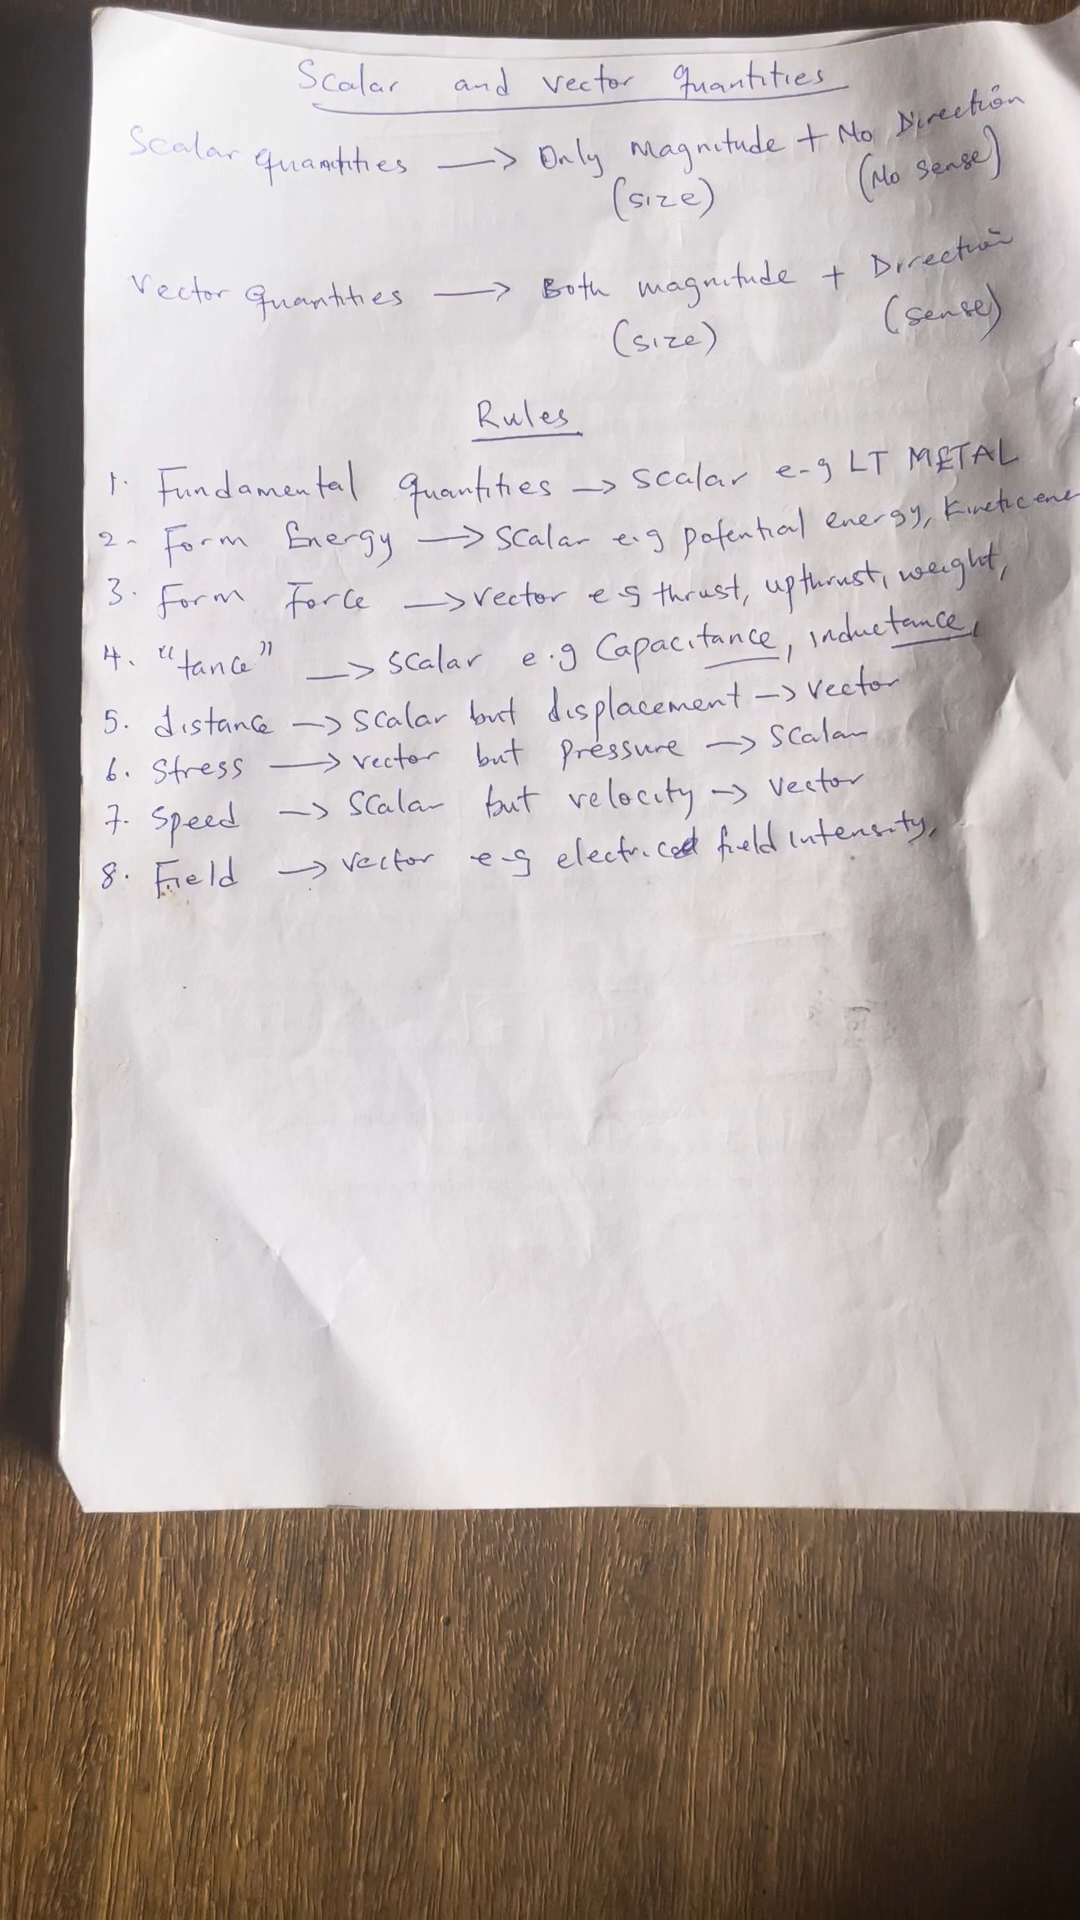 Scalar and vector quantities
Scalar quantities → Only magnitude + No Direction
(size) (No sense)
Vector quantities → Both magnitude + Direction
(size) (sense)
Rules
1. Fundamental quantities → scalar e-g LT METAL
2. Form Energy → scalar e.g potential energy, kinetic ener
3. Form Force → vector e g thrust, upthrust, weight,
4. "tance" → scalar e.g Capacitance, inductance,
5. distance → scalar but displacement → vector
6. Stress → vector but pressure → scalar
7. Speed → scalar but velocity → vector
8. Field → vector e-g electrical field intensity,